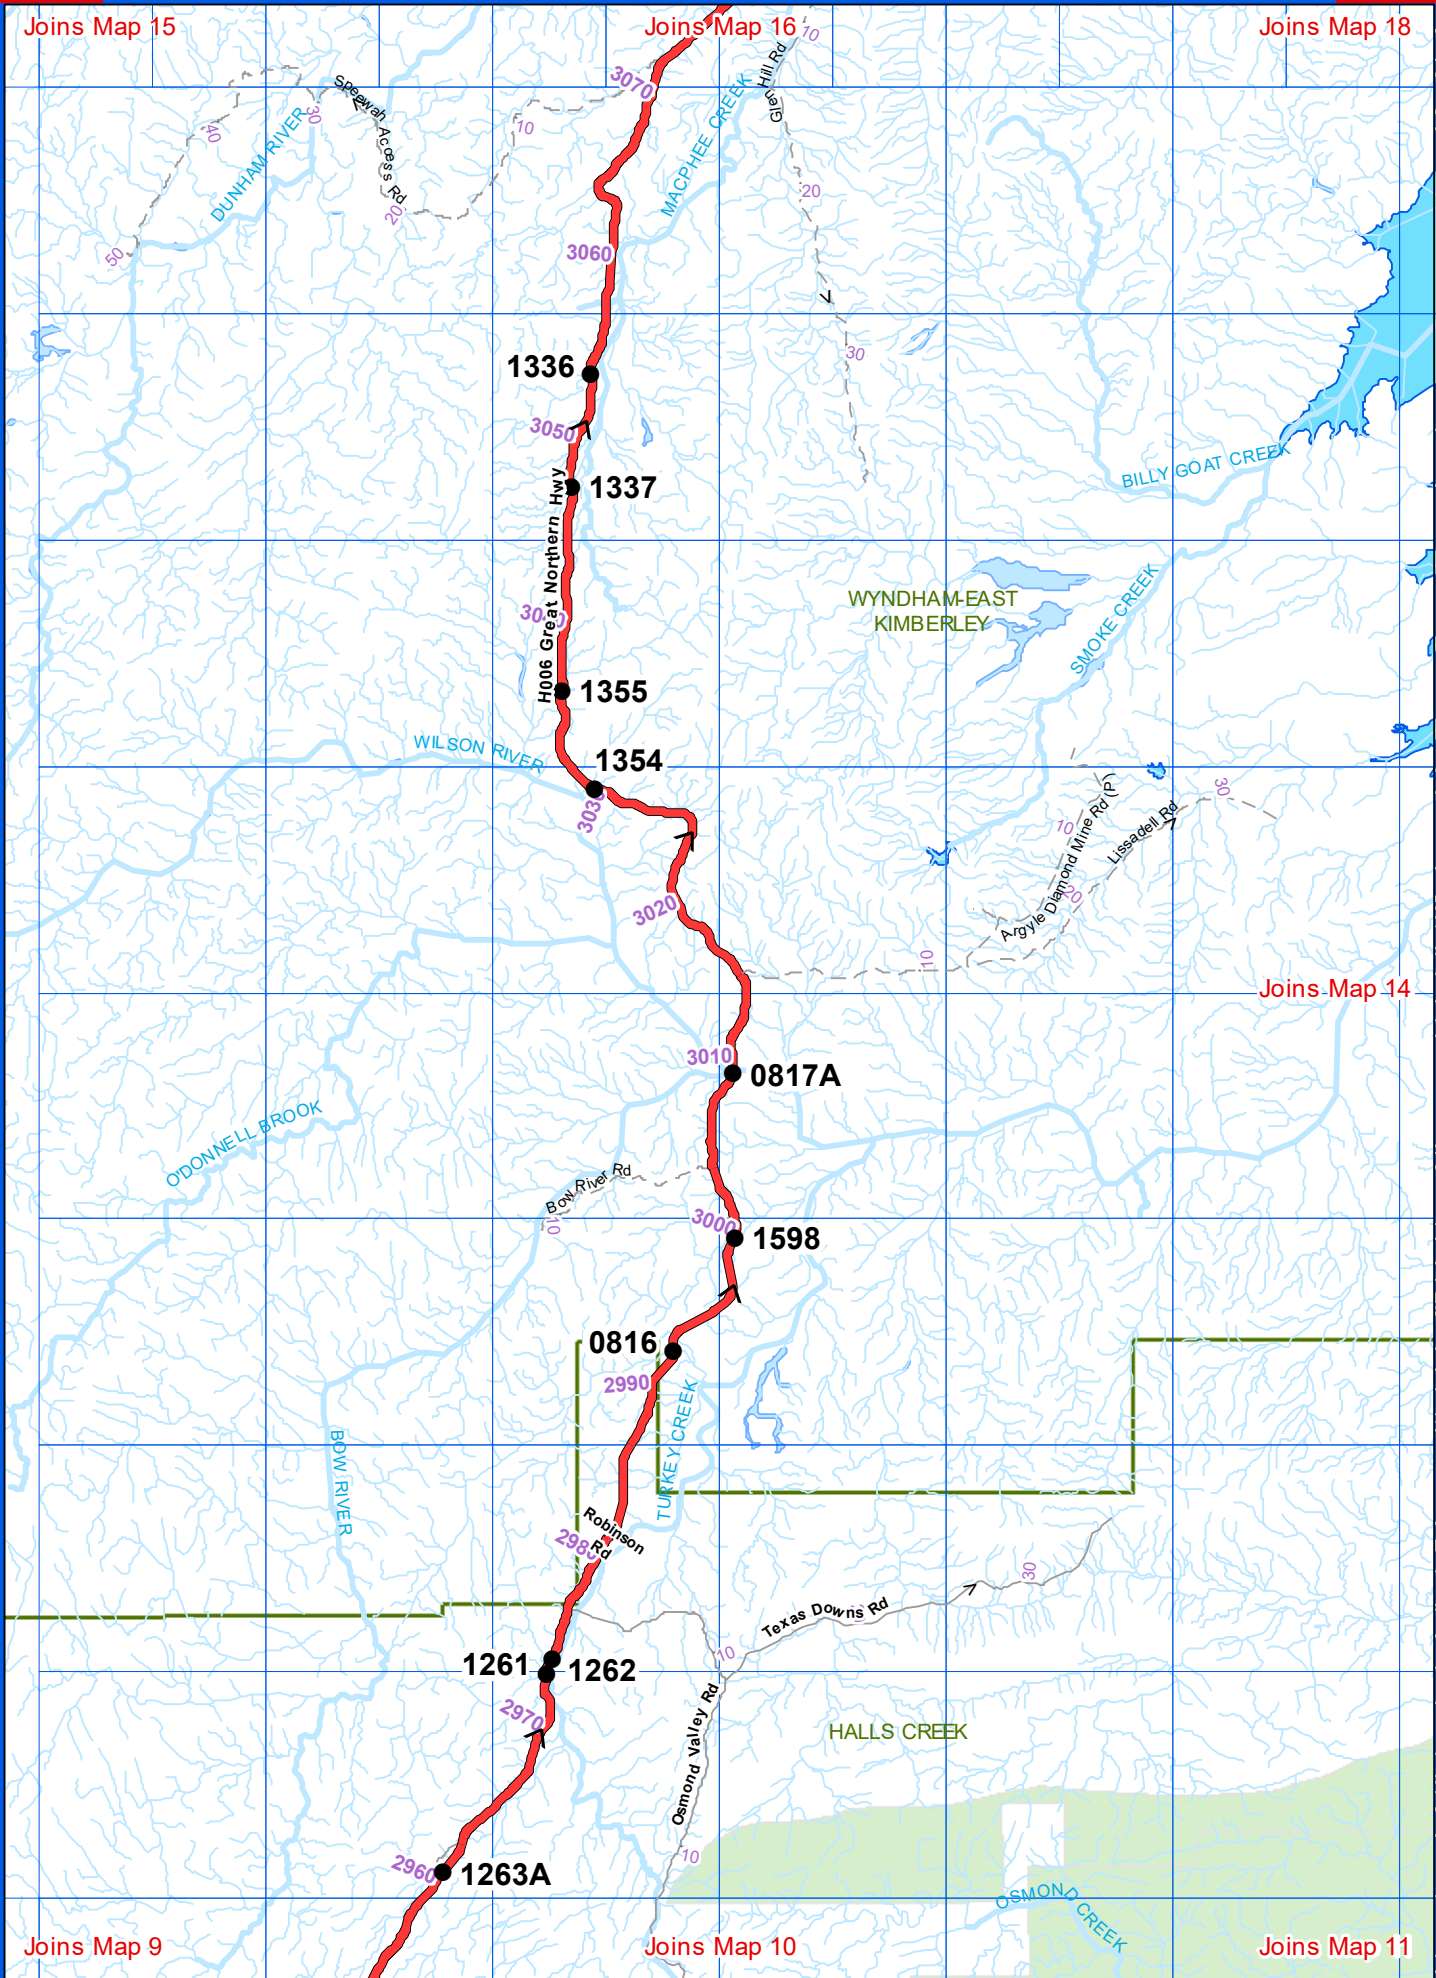 Joins Map 15
Joins Map 16
Joins Map 18
10
Glen Hill Rd
3070
MACPHEE CREEK
Speewah Access Rd
30
40
10
DUNHAM RIVER
20
20
50
3060
30
1336
3050
BILLY GOAT CREEK
1337
H006 Great Northern Hwy
WYNDHAM-EAST
KIMBERLEY
SMOKE CREEK
1355
WILSON RIVER
1354
3030
Argyle Diamond Mine Rd (P)
10
Lissadell Rd
30
20
3020
10
Joins Map 14
3010
0817A
O'DONNELL BROOK
Bow River Rd
10
3000
1598
0816
2990
TURKEY CREEK
BOW RIVER
Robinson
Rd
2980
30
Texas Downs Rd
10
1261
1262
2970
Osmond Valley Rd
HALLS CREEK
10
2960
1263A
OSMOND CREEK
Joins Map 9
Joins Map 10
Joins Map 11